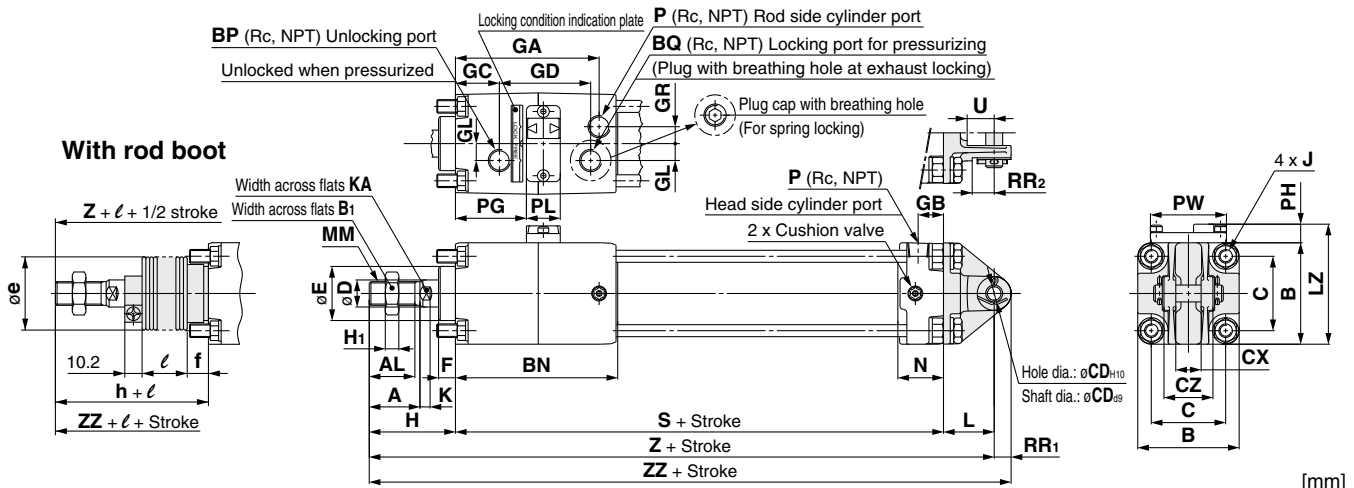 Locking condition indication plate
P (Rc, NPT) Rod side cylinder port
BP (Rc, NPT) Unlocking port
GA
BQ (Rc, NPT) Locking port for pressurizing
Unlocked when pressurized
GC
GD
(Plug with breathing hole at exhaust locking)
GR
Plug cap with breathing hole
(For spring locking)
U
GL
GL
With rod boot
RR2
4 x J
Width across flats KA
PG
PL
P (Rc, NPT)
GB
PW
PH
Z + ℓ + 1/2 stroke
Width across flats B1
Head side cylinder port
MM
2 x Cushion valve
øe
øE
øD
C
B
LZ
H1
10.2
ℓ
f
AL
F
BN
N
Hole dia.: øCDH10
Shaft dia.: øCDd9
CX
CZ
h + ℓ
A
K
C
ZZ + ℓ + Stroke
H
S + Stroke
L
B
Z + Stroke
RR1
ZZ + Stroke
[mm]